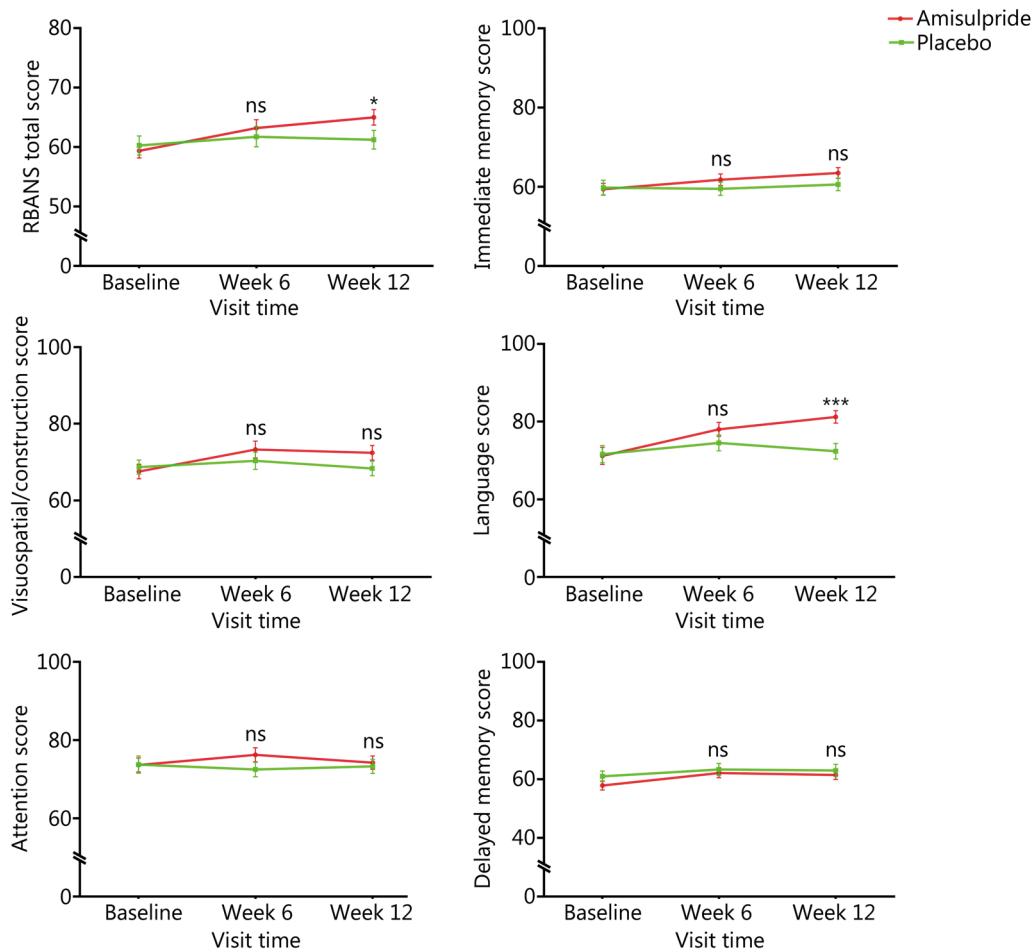 Amisulpride
Placebo
RBANS total score
80
70
60
50
0
ns
*
Baseline
Week 6
Week 12
Visit time
Immediate memory score
100
80
60
0
ns
ns
Baseline
Week 6
Week 12
Visit time
Visuospatial/construction score
100
80
60
0
ns
ns
Baseline
Week 6
Week 12
Visit time
Language score
100
80
60
0
ns
***
Baseline
Week 6
Week 12
Visit time
Attention score
100
80
60
0
ns
ns
Baseline
Week 6
Week 12
Visit time
Delayed memory score
100
80
60
40
0
ns
ns
Baseline
Week 6
Week 12
Visit time